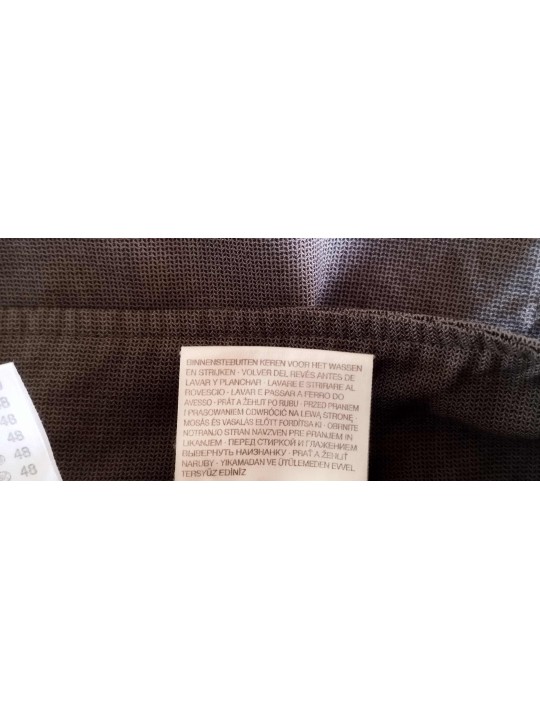 BINNENSTEBUITEN KEREN VOOR HET WASSEN
EN STRIJKEN · VOLVER DEL REVÉS ANTES DE
LAVAR Y PLANCHAR · LAVARE E STIRARE AL
ROVESCIO · LAVAR E PASSAR A FERRO DO
AVESSO · PRÁT A ŽEHLIT PO RUBU · PRZED PRANIEM
I PRASOWANIEM ODWRÓCIĆ NA LEWĄ STRONĘ ·
MOSÁS ÉS VASALÁS ELŐTT FORDÍTSA KI · OBRNITE
NOTRANJO STRAN NAVZVEN PRE PRANJEM IN
LIKANJEM · ПЕРЕД СТИРКОЙ И ГЛАЖЕНИЕМ
ВЫВЕРНУТЬ НАИЗНАНКУ · PRAŤ A ŽEHLIŤ
NARUBY · YIKAMADAN VE ÜTÜLEMEDEN EVVEL
TERSYÜZ EDİNİZ
48
48
48
48